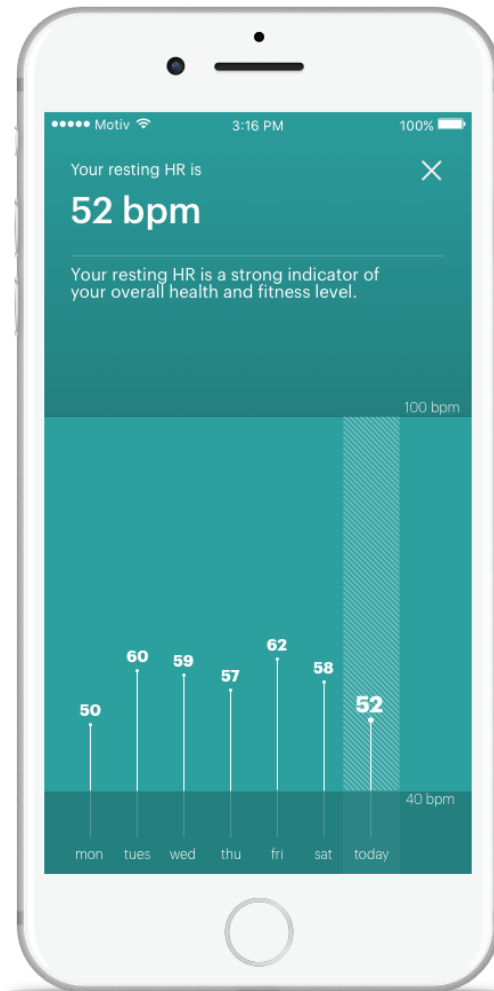 Motiv 3:16 PM 100%
Your resting HR is
52 bpm
Your resting HR is a strong indicator of
your overall health and fitness level.
100 bpm
50 60 59 57 62 58 52
40 bpm
mon tues wed thu fri sat today